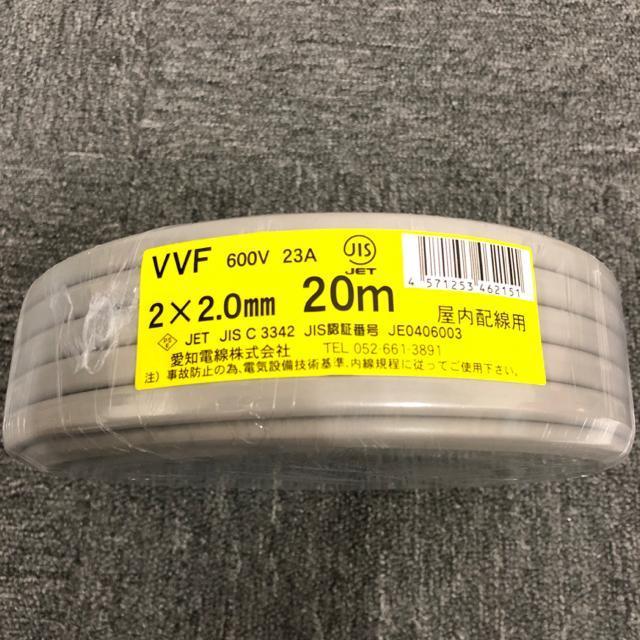 VVF 600V 23A JIS JET
4 571253 462151
2×2.0mm 20m 屋内配線用
PS E JET JIS C 3342 JIS認証番号 JE0406003
愛知電線株式会社 TEL 052-661-3891
注) 事故防止の為、電気設備技術基準、内線規程に従ってご使用下さい。